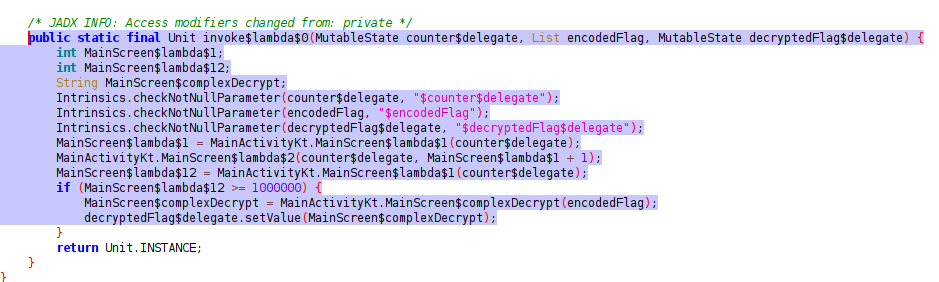 /* JADX INFO: Access modifiers changed from: private */
public static final Unit invoke$lambda$0(MutableState counter$delegate, List encodedFlag, MutableState decryptedFlag$delegate) {
int MainScreen$lambda$1;
int MainScreen$lambda$12;
String MainScreen$complexDecrypt;
Intrinsics.checkNotNullParameter(counter$delegate, "$counter$delegate");
Intrinsics.checkNotNullParameter(encodedFlag, "$encodedFlag");
Intrinsics.checkNotNullParameter(decryptedFlag$delegate, "$decryptedFlag$delegate");
MainScreen$lambda$1 = MainActivityKt.MainScreen$lambda$1(counter$delegate);
MainActivityKt.MainScreen$lambda$2(counter$delegate, MainScreen$lambda$1 + 1);
MainScreen$lambda$12 = MainActivityKt.MainScreen$lambda$1(counter$delegate);
if (MainScreen$lambda$12 >= 1000000) {
MainScreen$complexDecrypt = MainActivityKt.MainScreen$complexDecrypt(encodedFlag);
decryptedFlag$delegate.setValue(MainScreen$complexDecrypt);
}
return Unit.INSTANCE;
}
}